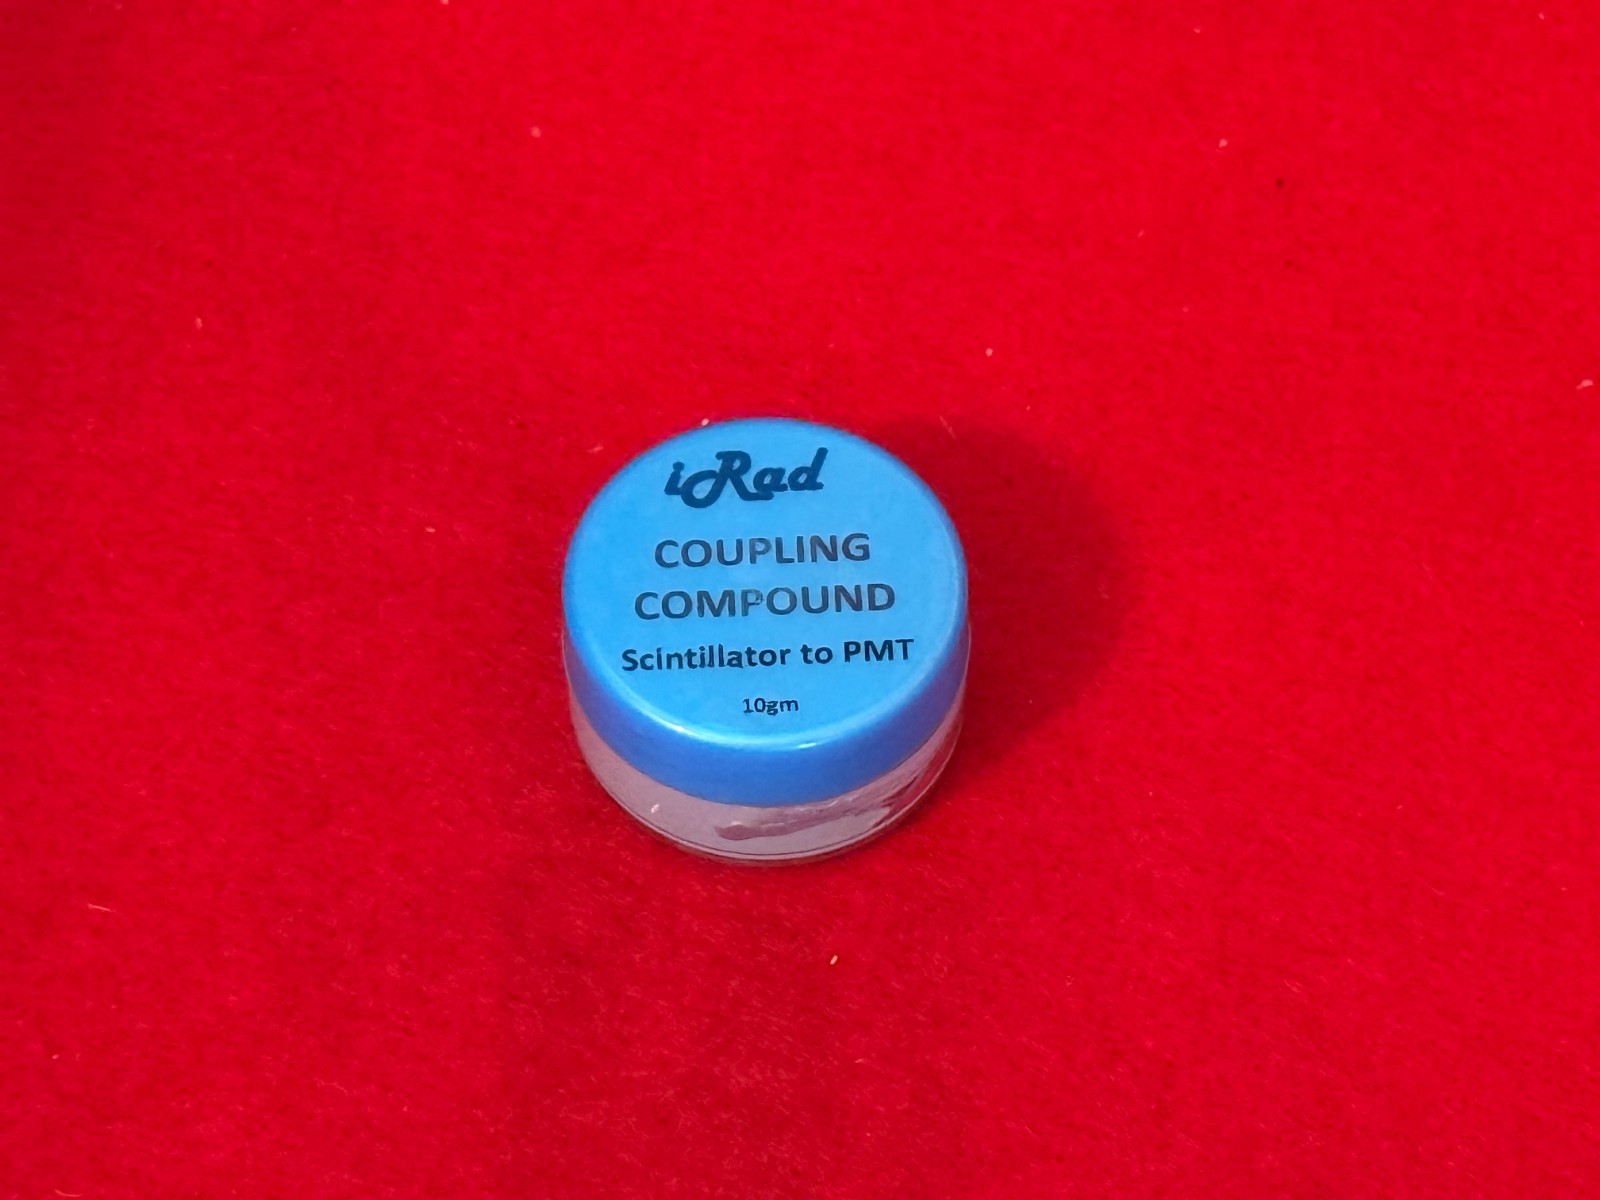 iRad
COUPLING
COMPOUND
Scintillator to PMT
10gm